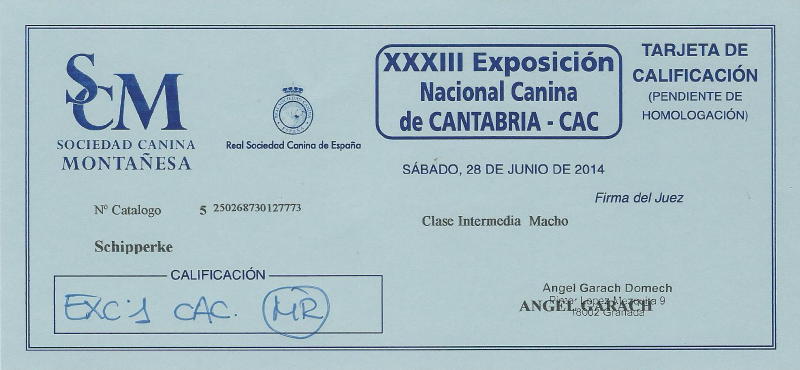 SCM
SOCIEDAD CANINA
MONTAÑESA
Real Sociedad Canina de España
XXXIII Exposición
Nacional Canina
de CANTABRIA - CAC
TARJETA DE
CALIFICACIÓN
(PENDIENTE DE
HOMOLOGACIÓN)
SÁBADO, 28 DE JUNIO DE 2014
Firma del Juez
Nº Catalogo 5 250268730127773
Clase Intermedia Macho
Schipperke
CALIFICACIÓN
EXC:1 CAC. MR
Angel Garach Domech
ANGEL GARACH
18002 Granada